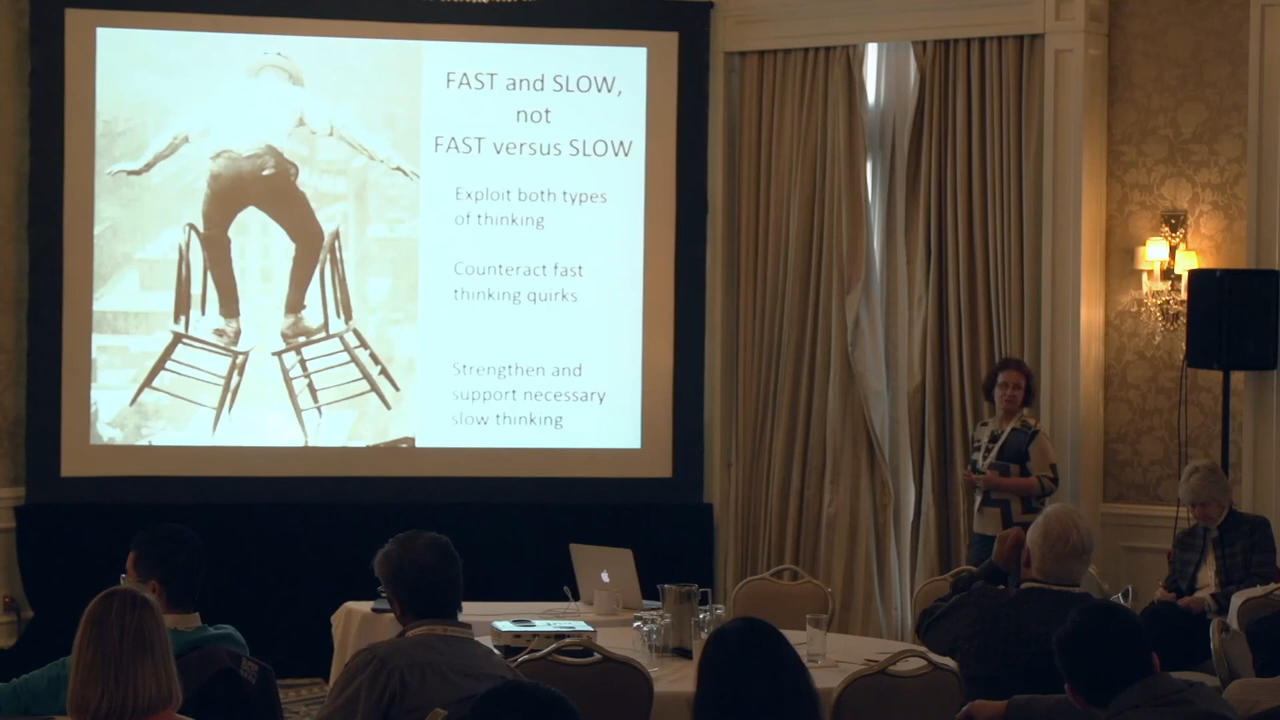 FAST and SLOW,
not
FAST versus SLOW
Exploit both types
of thinking
Counteract fast
thinking quirks
Strengthen and
support necessary
slow thinking